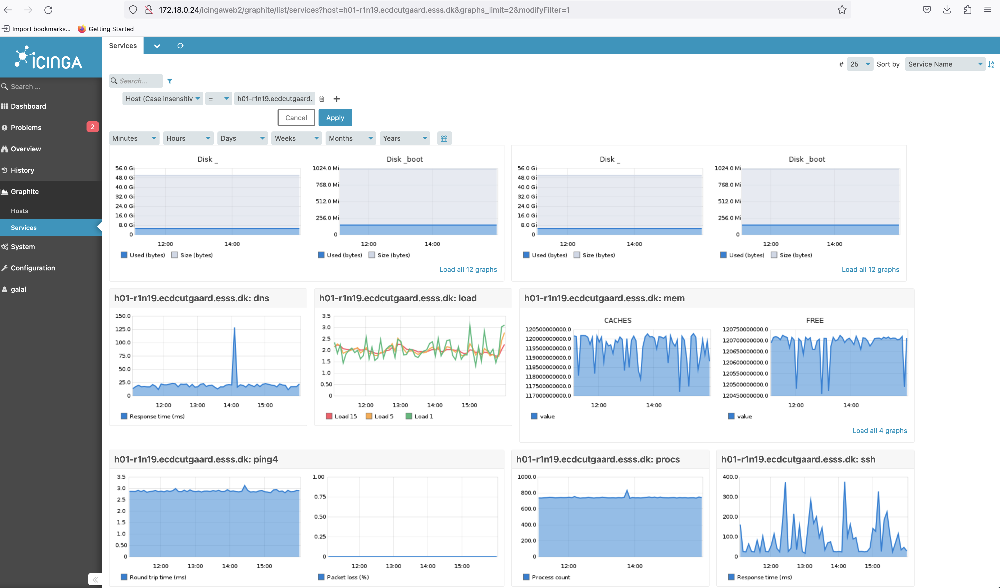 172.18.0.24/icingaweb2/graphite/list/services?host=h01-r1n19.ecdcutgaard.esss.dk&graphs_limit=2&modifyFilter=1
Import bookmarks... Getting Started
ICINGA
Search ...
Dashboard
Problems 2
Overview
History
Graphite
Hosts
Services
System
Configuration
galal
Services
# 25 Sort by Service Name
Search...
Host (Case insensitiv = h01-r1n19.ecdcutgaard.
Cancel Apply
Minutes Hours Days Weeks Months Years
Disk _
56.0 Gi
48.0 Gi
40.0 Gi
32.0 Gi
24.0 Gi
16.0 Gi
8.0 Gi
0
12:00 14:00
Used (bytes) Size (bytes)
Disk _boot
1024.0 Mi
768.0 Mi
512.0 Mi
256.0 Mi
0
12:00 14:00
Used (bytes) Size (bytes)
Load all 12 graphs
Disk _
56.0 Gi
48.0 Gi
40.0 Gi
32.0 Gi
24.0 Gi
16.0 Gi
8.0 Gi
0
12:00 14:00
Used (bytes) Size (bytes)
Disk _boot
1024.0 Mi
768.0 Mi
512.0 Mi
256.0 Mi
0
12:00 14:00
Used (bytes) Size (bytes)
Load all 12 graphs
h01-r1n19.ecdcutgaard.esss.dk: dns
150.0
125.0
100.0
75.0
50.0
25.0
0
12:00 13:00 14:00 15:00
Response time (ms)
h01-r1n19.ecdcutgaard.esss.dk: load
3.5
3.0
2.5
2.0
1.5
1.0
0.50
0
12:00 13:00 14:00 15:00
Load 15 Load 5 Load 1
h01-r1n19.ecdcutgaard.esss.dk: mem
CACHES
120500000000.0
120000000000.0
119500000000.0
119000000000.0
118500000000.0
118000000000.0
117500000000.0
117000000000.0
12:00 14:00
value
FREE
120750000000.0
120700000000.0
120650000000.0
120600000000.0
120550000000.0
120500000000.0
120450000000.0
12:00 14:00
value
Load all 4 graphs
h01-r1n19.ecdcutgaard.esss.dk: ping4
3.5
3.0
2.5
2.0
1.5
1.0
0.50
0
12:00 13:00 14:00 15:00
Round trip time (ms)
1.00
0.75
0.50
0.25
0
12:00 13:00 14:00 15:00
Packet loss (%)
h01-r1n19.ecdcutgaard.esss.dk: procs
1000.0
800.0
600.0
400.0
200.0
0
12:00 14:00
Process count
h01-r1n19.ecdcutgaard.esss.dk: ssh
400.0
300.0
200.0
100.0
0
12:00 13:00 14:00 15:00
Response time (ms)